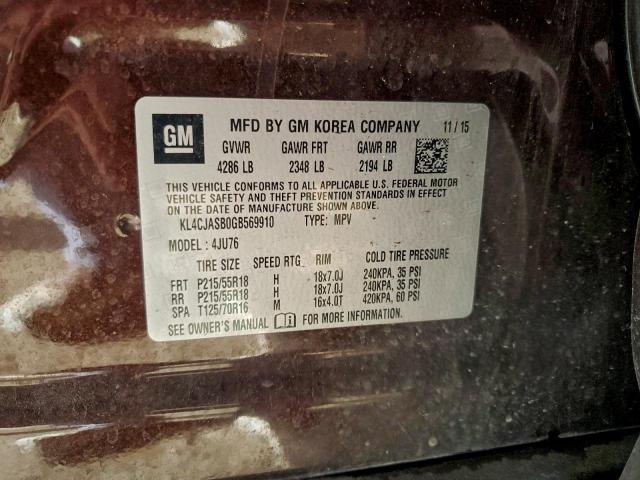 GM MFD BY GM KOREA COMPANY 11/15
GVWR GAWR FRT GAWR RR
4286 LB 2348 LB 2194 LB
THIS VEHICLE CONFORMS TO ALL APPLICABLE U.S. FEDERAL MOTOR
VEHICLE SAFETY AND THEFT PREVENTION STANDARDS IN EFFECT
ON THE DATE OF MANUFACTURE SHOWN ABOVE.
KL4CJASB0GB569910 TYPE: MPV
MODEL: 4JU76
TIRE SIZE SPEED RTG RIM COLD TIRE PRESSURE
FRT P215/55R18 H 18x7.0J 240KPA, 35 PSI
RR P215/55R18 H 18x7.0J 240KPA, 35 PSI
SPA T125/70R16 M 16x4.0T 420KPA, 60 PSI
SEE OWNER'S MANUAL FOR MORE INFORMATION.